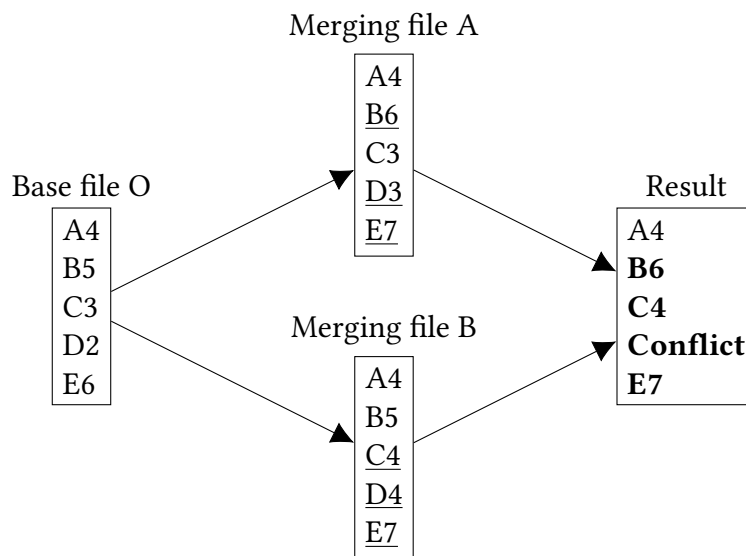 Base file O
A4
B5
C3
D2
E6
Merging file A
A4
B6
C3
D3
E7
Merging file B
A4
B5
C4
D4
E7
Result
A4
B6
C4
Conflict
E7